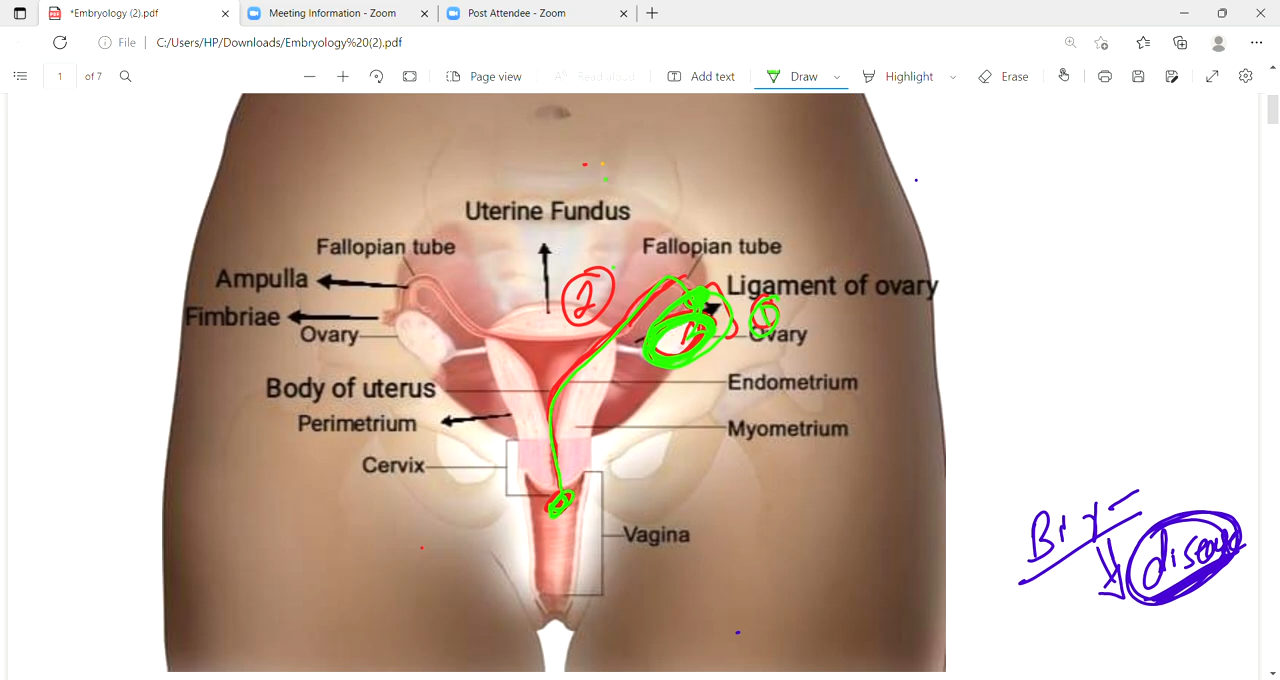 *Embryology (2).pdf
Meeting Information - Zoom
Post Attendee - Zoom
File
C:/Users/HP/Downloads/Embryology%20(2).pdf
1 of 7
Page view
Read aloud
Add text
Draw
Highlight
Erase
Uterine Fundus
Fallopian tube
Fallopian tube
Ampulla
Ligament of ovary
Fimbriae
2
Ovary
Ovary
Body of uterus
Endometrium
Perimetrium
Myometrium
Cervix
Vagina
disease